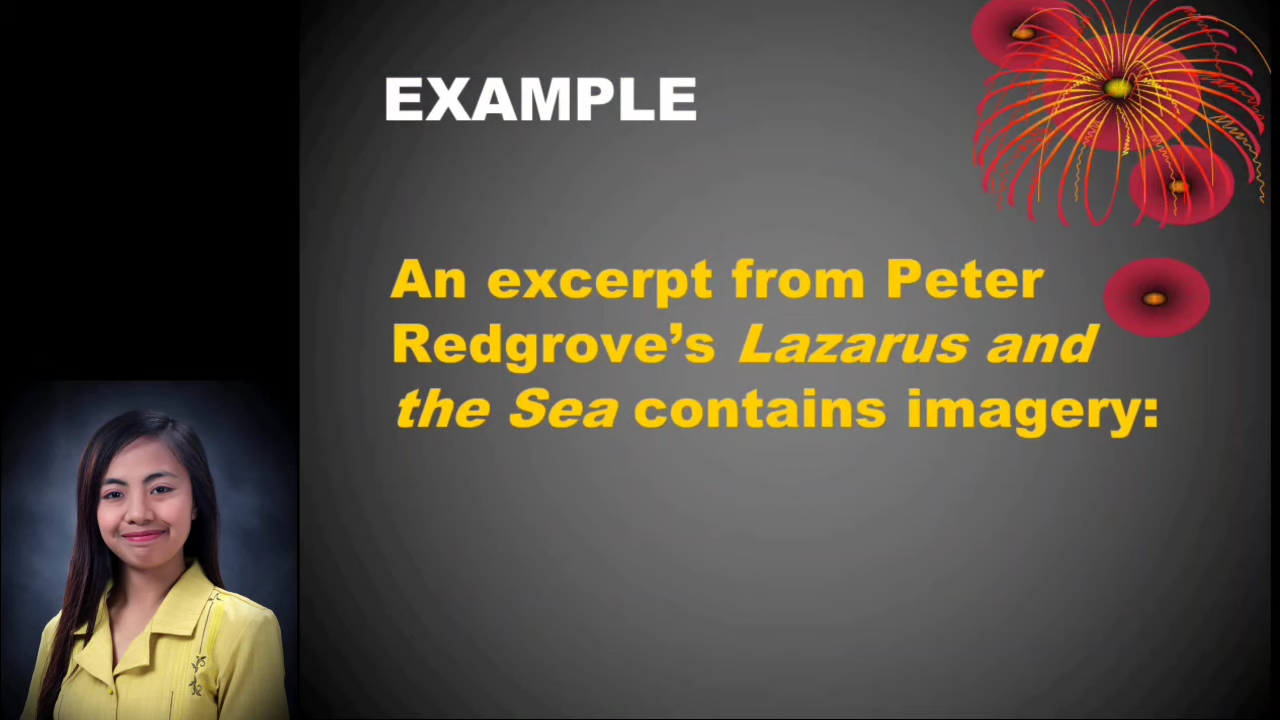 EXAMPLE
An excerpt from Peter
Redgrove’s Lazarus and
the Sea contains imagery: